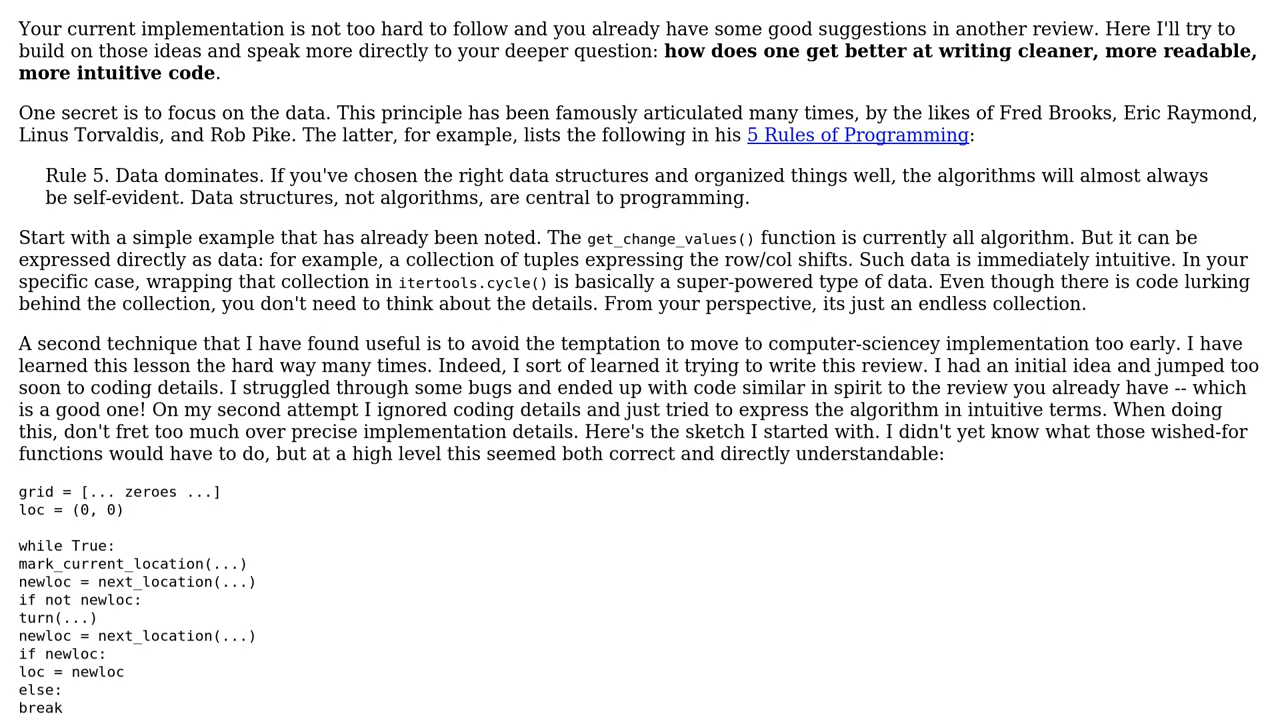 Your current implementation is not too hard to follow and you already have some good suggestions in another review. Here I'll try to
build on those ideas and speak more directly to your deeper question: how does one get better at writing cleaner, more readable,
more intuitive code.
One secret is to focus on the data. This principle has been famously articulated many times, by the likes of Fred Brooks, Eric Raymond,
Linus Torvaldis, and Rob Pike. The latter, for example, lists the following in his 5 Rules of Programming:
Rule 5. Data dominates. If you've chosen the right data structures and organized things well, the algorithms will almost always
be self-evident. Data structures, not algorithms, are central to programming.
Start with a simple example that has already been noted. The get_change_values() function is currently all algorithm. But it can be
expressed directly as data: for example, a collection of tuples expressing the row/col shifts. Such data is immediately intuitive. In your
specific case, wrapping that collection in itertools.cycle() is basically a super-powered type of data. Even though there is code lurking
behind the collection, you don't need to think about the details. From your perspective, its just an endless collection.
A second technique that I have found useful is to avoid the temptation to move to computer-sciencey implementation too early. I have
learned this lesson the hard way many times. Indeed, I sort of learned it trying to write this review. I had an initial idea and jumped too
soon to coding details. I struggled through some bugs and ended up with code similar in spirit to the review you already have -- which
is a good one! On my second attempt I ignored coding details and just tried to express the algorithm in intuitive terms. When doing
this, don't fret too much over precise implementation details. Here's the sketch I started with. I didn't yet know what those wished-for
functions would have to do, but at a high level this seemed both correct and directly understandable:
grid = [... zeroes ...]
loc = (0, 0)
while True:
mark_current_location(...)
newloc = next_location(...)
if not newloc:
turn(...)
newloc = next_location(...)
if newloc:
loc = newloc
else:
break